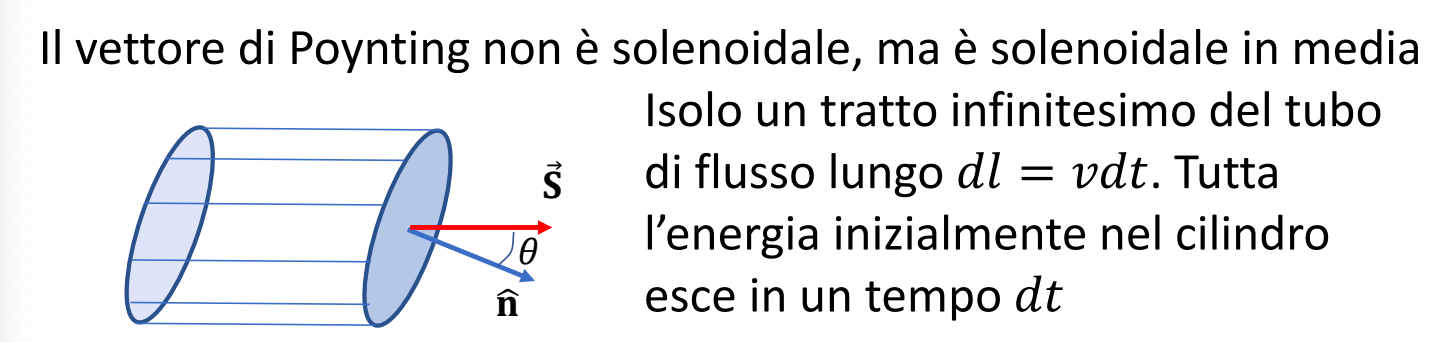 Il vettore di Poynting non è solenoidale, ma è solenoidale in media
Isolo un tratto infinitesimo del tubo
di flusso lungo dl = vdt. Tutta
l’energia inizialmente nel cilindro
esce in un tempo dt
S⃗
θ
n̂